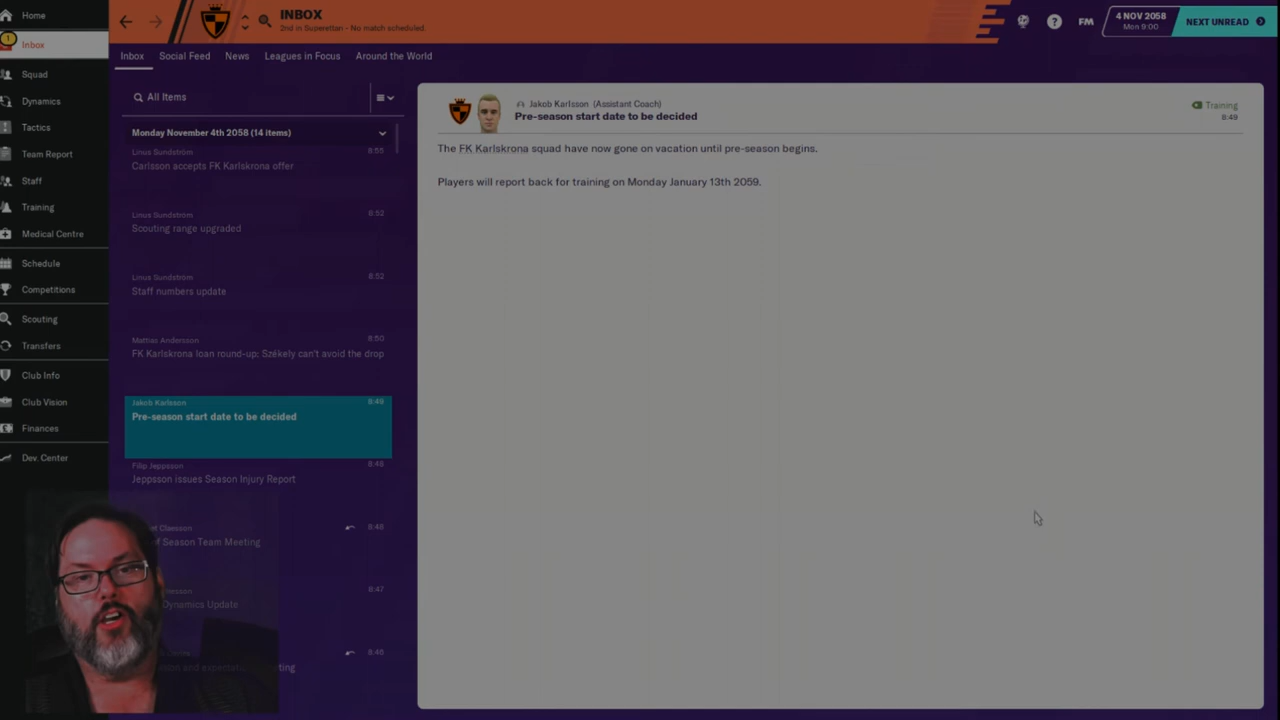 Home
Inbox
Squad
Dynamics
Tactics
Team Report
Staff
Training
Medical Centre
Schedule
Competitions
Scouting
Transfers
Club Info
Club Vision
Finances
Dev. Center
INBOX
2nd in Superettan - No match scheduled.
FM
4 NOV 2058
Mon 9:00
NEXT UNREAD
Inbox
Social Feed
News
Leagues in Focus
Around the World
All Items
Monday November 4th 2058 (14 items)
Linus Sundström 8:55
Carlsson accepts FK Karlskrona offer
Linus Sundström 8:52
Scouting range upgraded
Linus Sundström 8:52
Staff numbers update
Mattias Andersson 8:50
FK Karlskrona loan round-up: Székely can't avoid the drop
Jakob Karlsson 8:49
Pre-season start date to be decided
Filip Jeppsson 8:48
Jeppsson issues Season Injury Report
Claesson 8:48
of Season Team Meeting
8:47
Dynamics Update
8:46
Jakob Karlsson (Assistant Coach)
Pre-season start date to be decided
Training
8:49
The FK Karlskrona squad have now gone on vacation until pre-season begins.
Players will report back for training on Monday January 13th 2059.